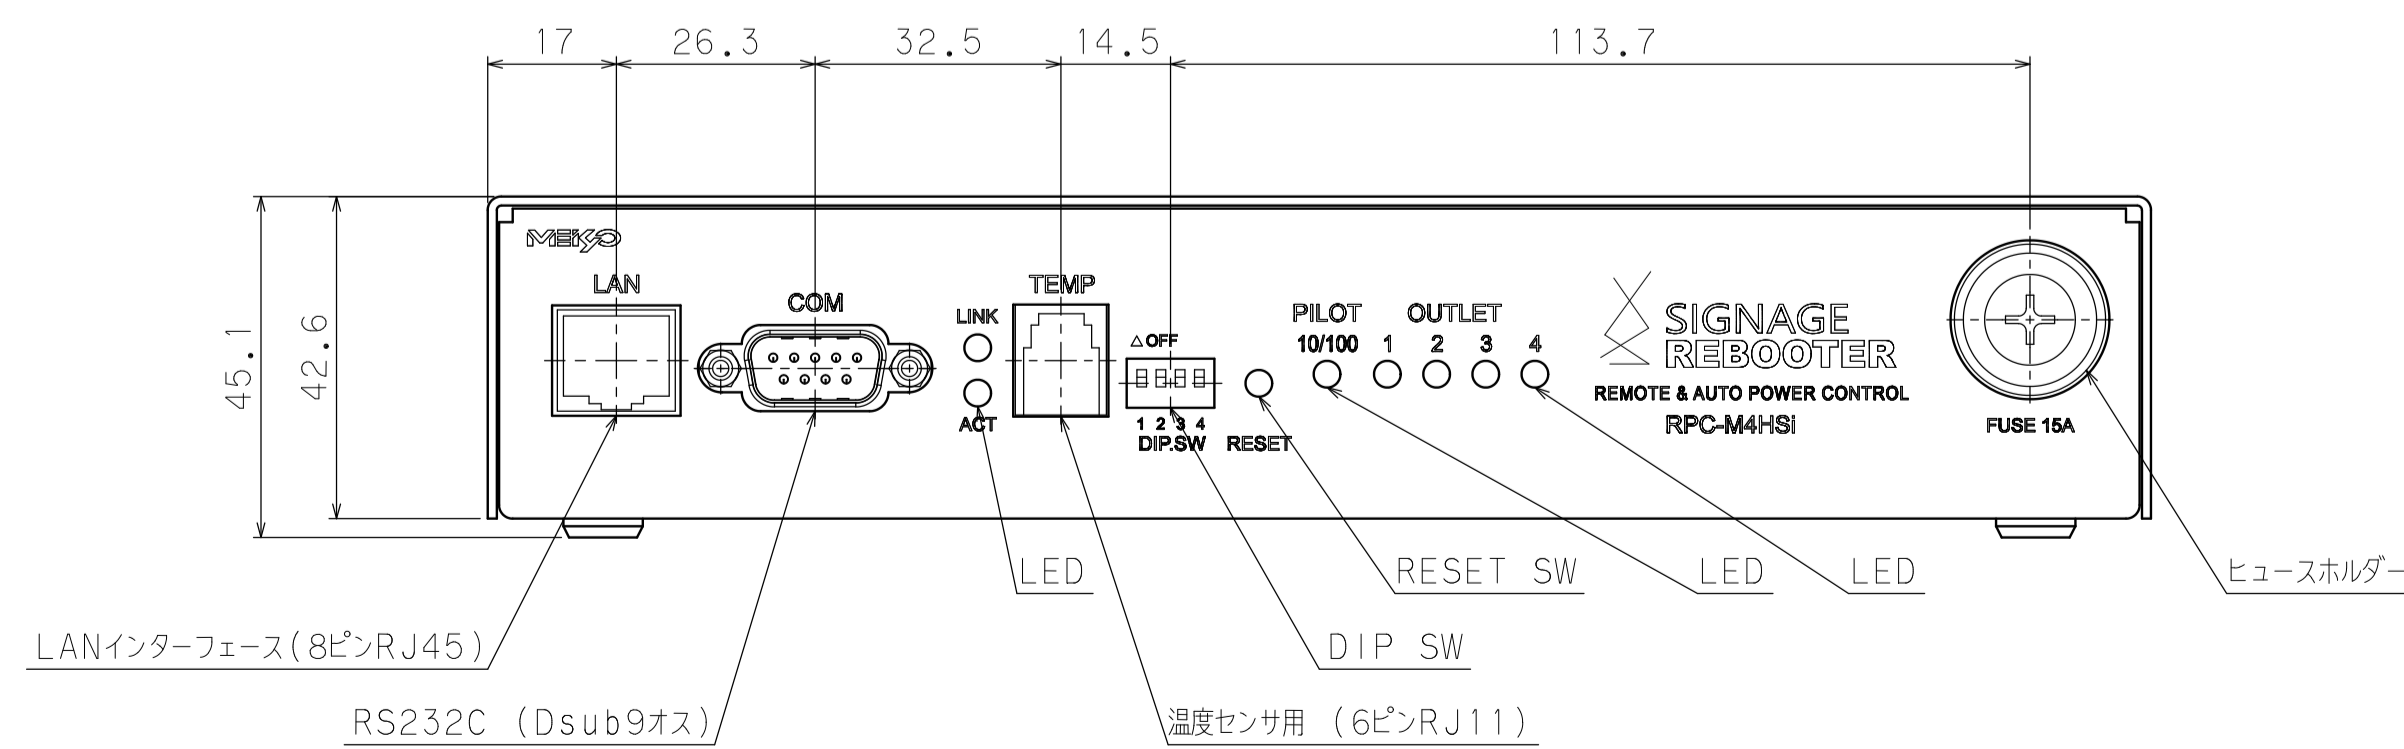 17 26.3 32.5 14.5 113.7
45.1
42.6
MEIKYO
LAN
COM
LINK
ACT
TEMP
△OFF
1 2 3 4
DIP.SW
RESET
PILOT
10/100
OUTLET
1 2 3 4
SIGNAGE
REBOOTER
REMOTE & AUTO POWER CONTROL
RPC-M4HSi
FUSE 15A
LED
RESET SW
LED
LED
ヒューズホルダー
LANインターフェース(8ピンRJ45)
DIP SW
RS232C (Dsub9オス)
温度センサ用 (6ピンRJ11)